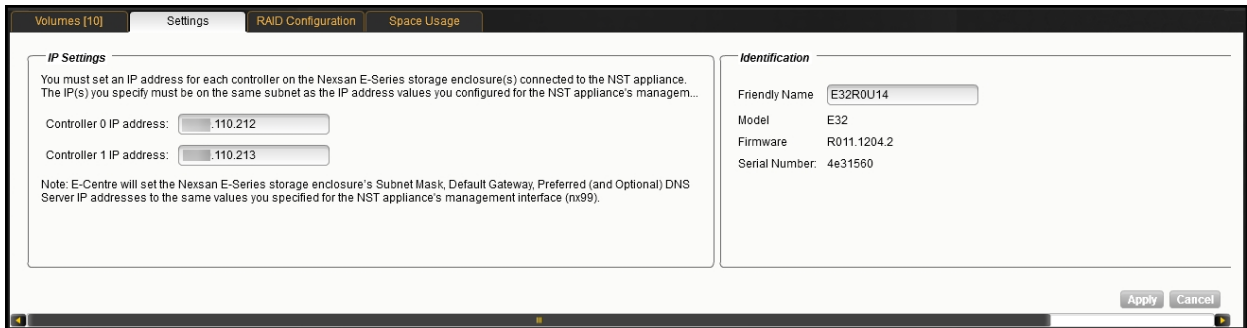 Volumes [10]
Settings
RAID Configuration
Space Usage
IP Settings
You must set an IP address for each controller on the Nexsan E-Series storage enclosure(s) connected to the NST appliance.
The IP(s) you specify must be on the same subnet as the IP address values you configured for the NST appliance's managem...
Controller 0 IP address: .110.212
Controller 1 IP address: .110.213
Note: E-Centre will set the Nexsan E-Series storage enclosure's Subnet Mask, Default Gateway, Preferred (and Optional) DNS
Server IP addresses to the same values you specified for the NST appliance's management interface (nx99).
Identification
Friendly Name E32R0U14
Model E32
Firmware R011.1204.2
Serial Number: 4e31560
Apply Cancel